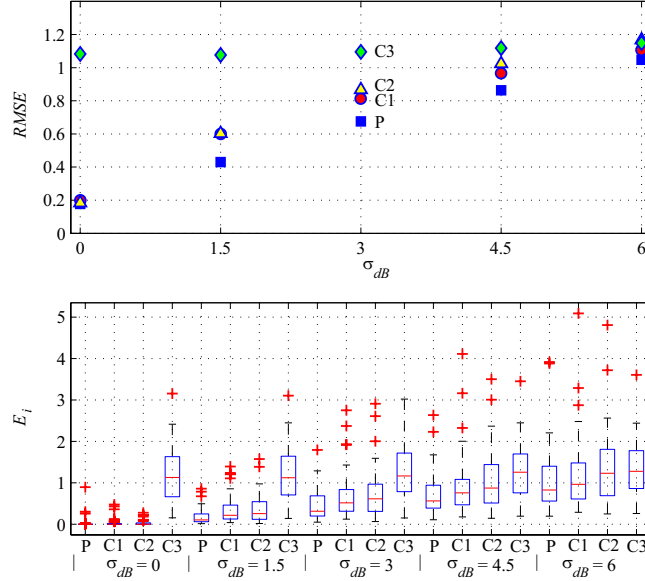 1.2
1
0.8
0.6
0.4
0.2
0
RMSE
C3
C2
C1
P
0 1.5 3 4.5 6
σdB
5
4
3
2
1
0
Ei
P C1 C2 C3 P C1 C2 C3 P C1 C2 C3 P C1 C2 C3 P C1 C2 C3
| σdB = 0 | σdB = 1.5 | σdB = 3 | σdB = 4.5 | σdB = 6 |